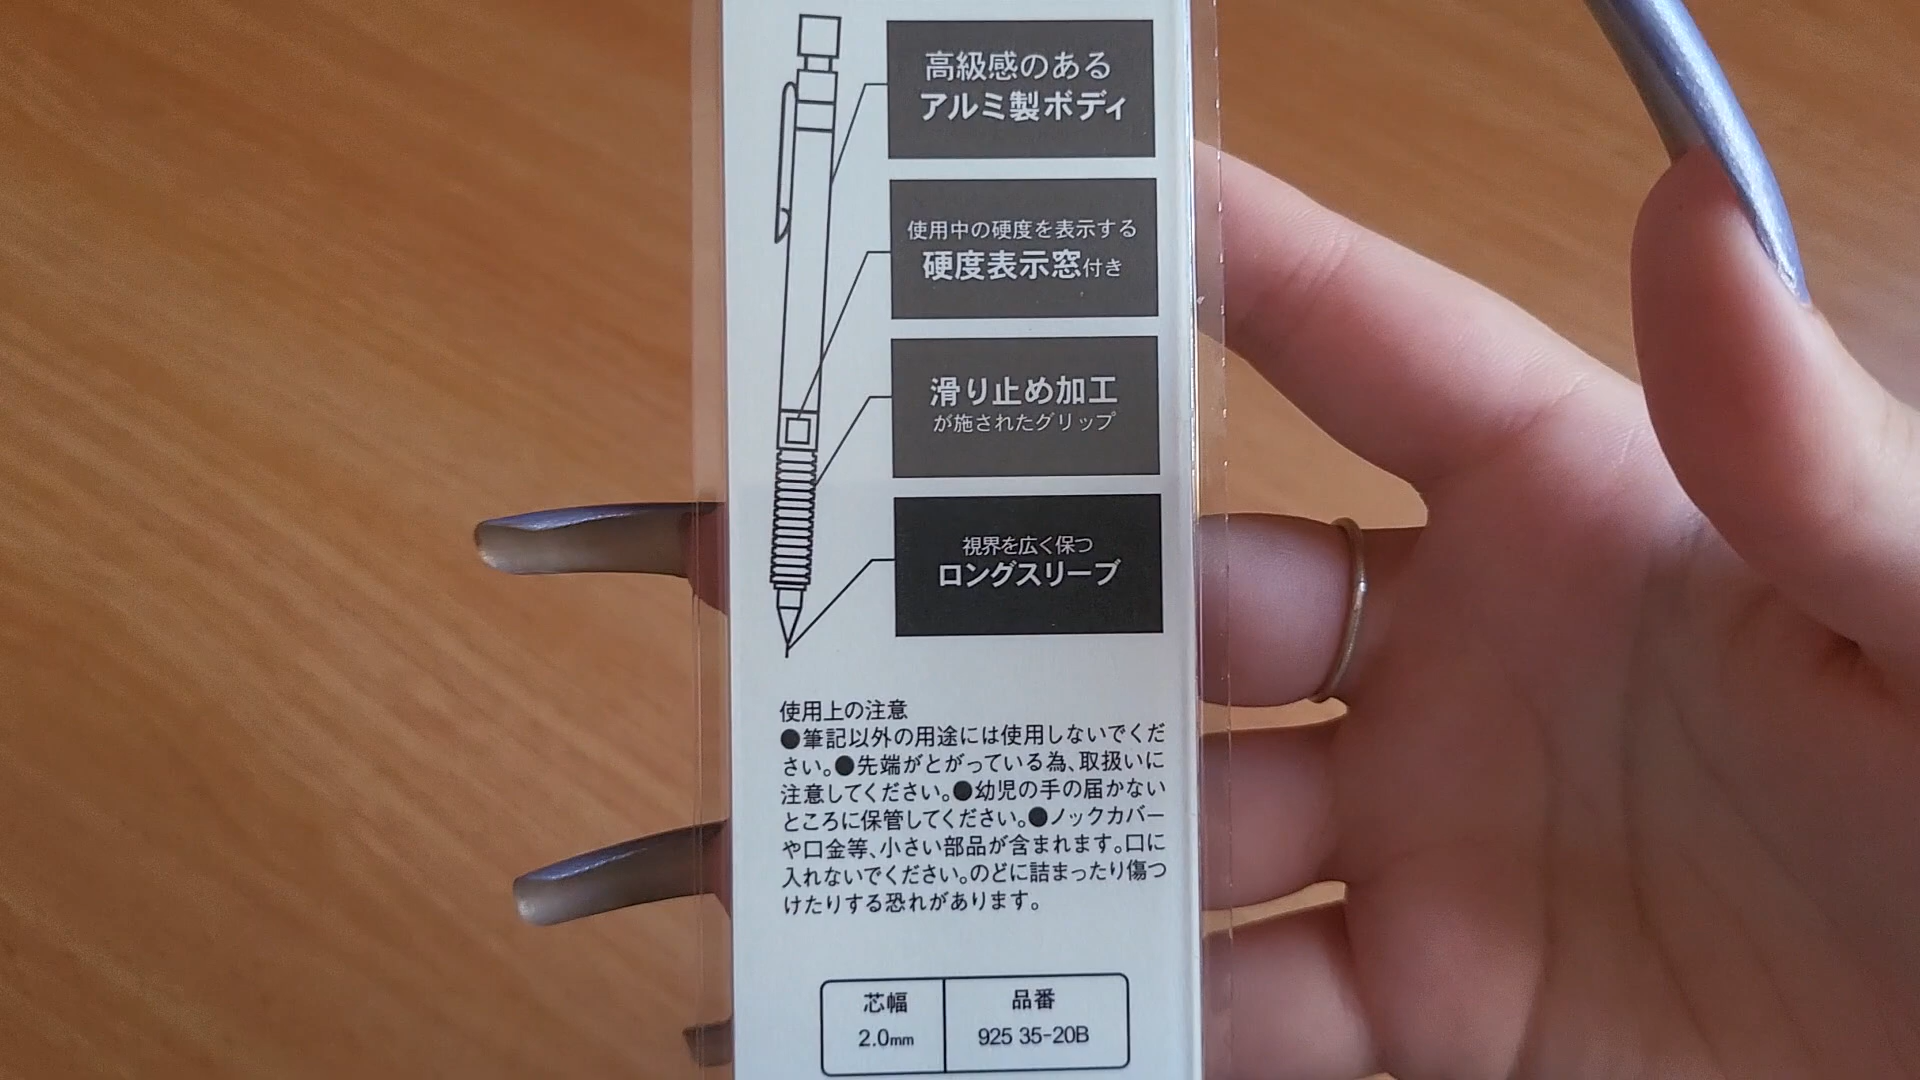 高級感のある
アルミ製ボディ
使用中の硬度を表示する
硬度表示窓付き
滑り止め加工
が施されたグリップ
視界を広く保つ
ロングスリーブ
使用上の注意
●筆記以外の用途には使用しないでくだ
さい。●先端がとがっている為、取扱いに
注意してください。●幼児の手の届かない
ところに保管してください。●ノックカバー
や口金等、小さい部品が含まれます。口に
入れないでください。のどに詰まったり傷つ
けたりする恐れがあります。
芯幅 品番
2.0mm 925 35-20B